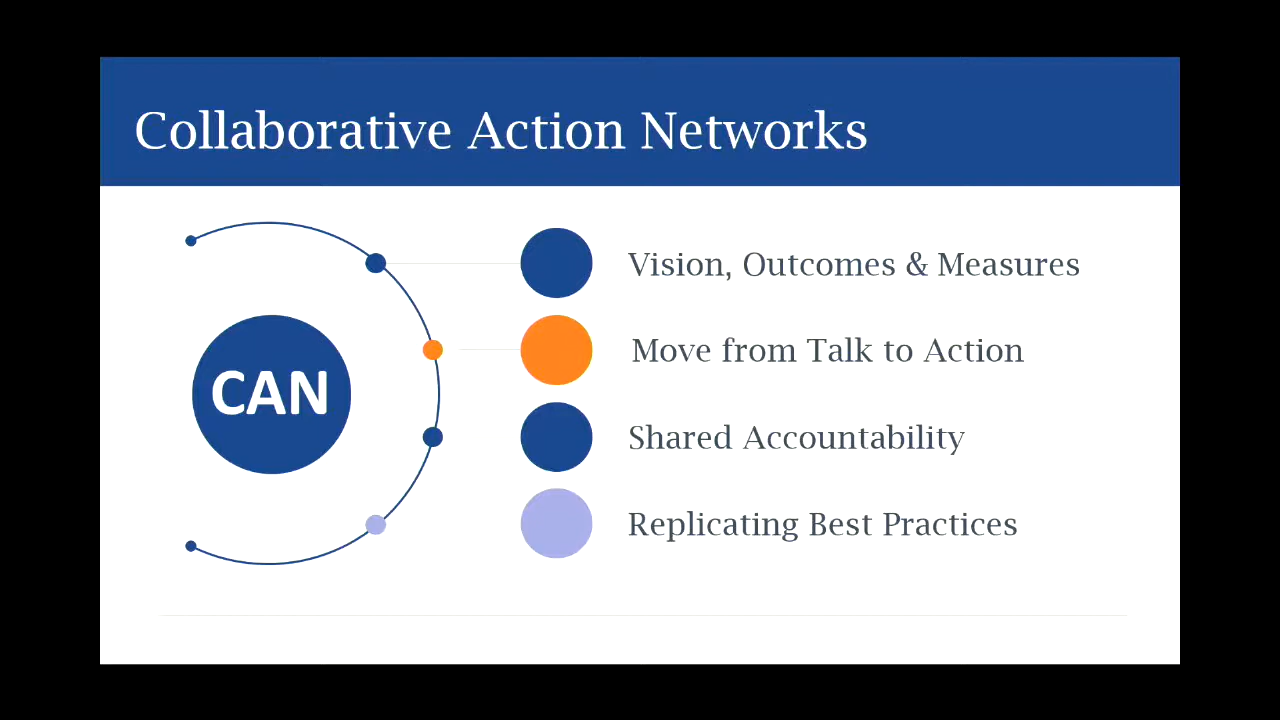 Collaborative Action Networks
CAN
Vision, Outcomes & Measures
Move from Talk to Action
Shared Accountability
Replicating Best Practices